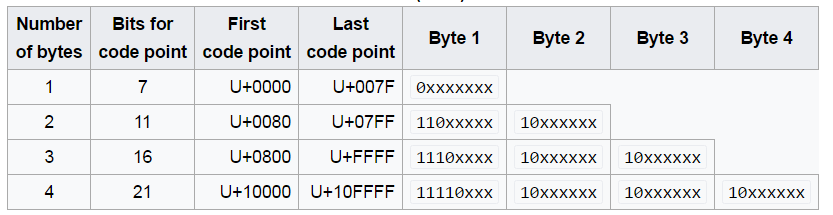 Number of bytes Bits for code point First code point Last code point Byte 1 Byte 2 Byte 3 Byte 4
1 7 U+0000 U+007F 0xxxxxxx
2 11 U+0080 U+07FF 110xxxxx 10xxxxxx
3 16 U+0800 U+FFFF 1110xxxx 10xxxxxx 10xxxxxx
4 21 U+10000 U+10FFFF 11110xxx 10xxxxxx 10xxxxxx 10xxxxxx